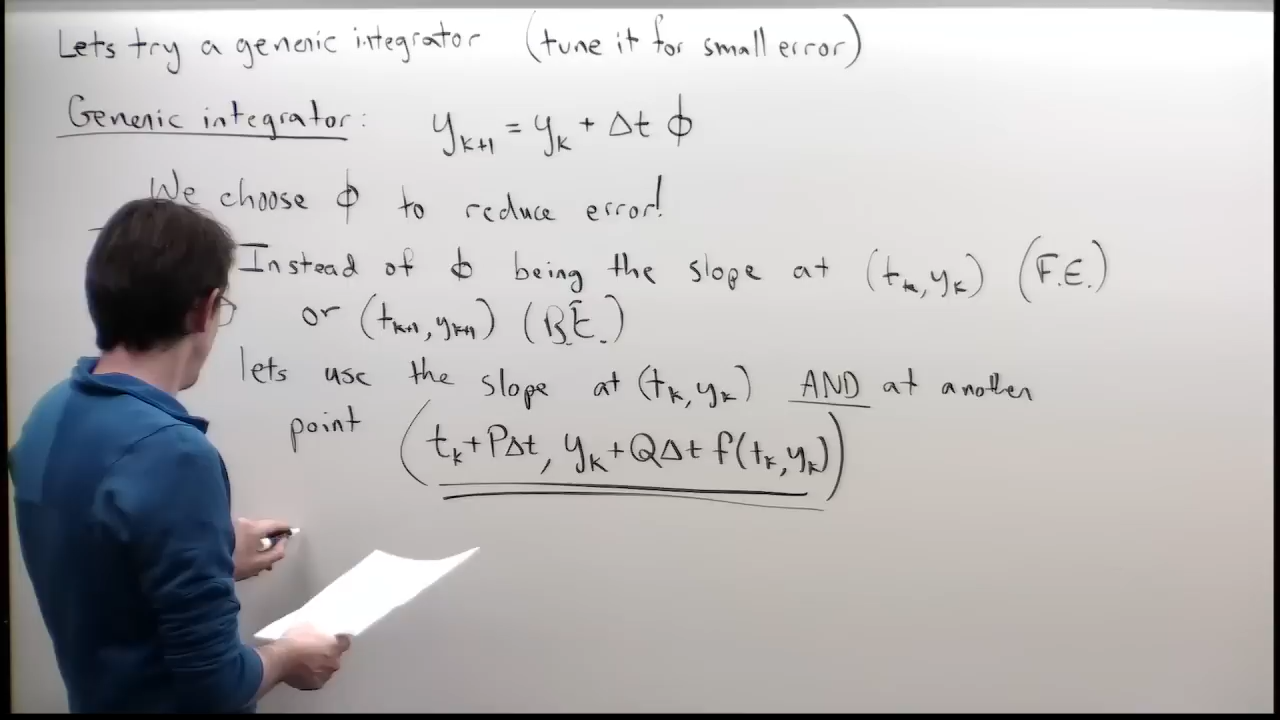 Lets try a generic integrator (tune it for small error)
Generic integrator: y_{k+1} = y_k + Δt ϕ
We choose ϕ to reduce error!
Instead of ϕ being the slope at (t_k, y_k) (F.E.)
or (t_{k+1}, y_{k+1}) (B.E.)
lets use the slope at (t_k, y_k) AND at another
point (t_k + PΔt, y_k + QΔt f(t_k, y_k))